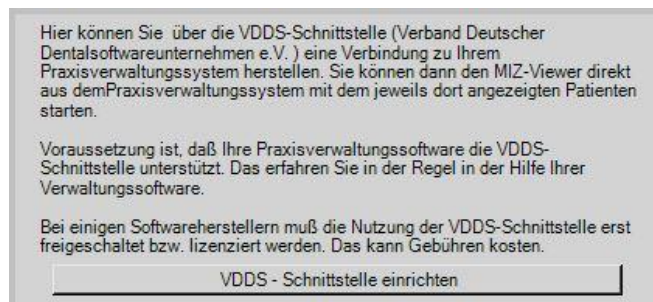 Hier können Sie  über die VDDS-Schnittstelle (Verband Deutscher
Dentalsoftwareunternehmen e.V. ) eine Verbindung zu Ihrem
Praxisverwaltungssystem herstellen. Sie können dann den MIZ-Viewer direkt
aus demPraxisverwaltungssystem mit dem jeweils dort angezeigten Patienten
starten.
Voraussetzung ist, daß Ihre Praxisverwaltungssoftware die VDDS-
Schnittstelle unterstützt. Das erfahren Sie in der Regel in der Hilfe Ihrer
Verwaltungssoftware.
Bei einigen Softwareherstellern muß die Nutzung der VDDS-Schnittstelle erst
freigeschaltet bzw. lizenziert werden. Das kann Gebühren kosten.
VDDS - Schnittstelle einrichten